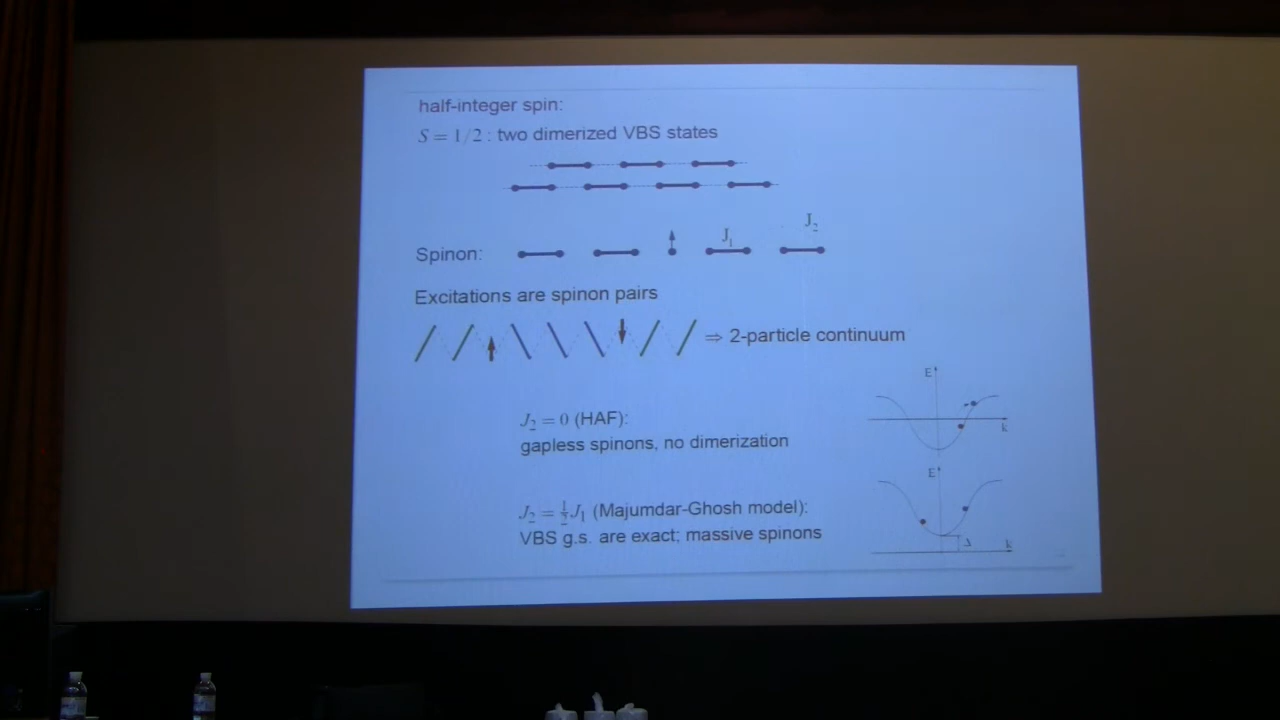 half-integer spin:
S = 1/2 : two dimerized VBS states
J₁
J₂
Spinon:
Excitations are spinon pairs
⇒ 2-particle continuum
E
k
J₂ = 0 (HAF):
gapless spinons, no dimerization
E
J₂ = ½J₁ (Majumdar-Ghosh model):
VBS g.s. are exact; massive spinons
Δ
k